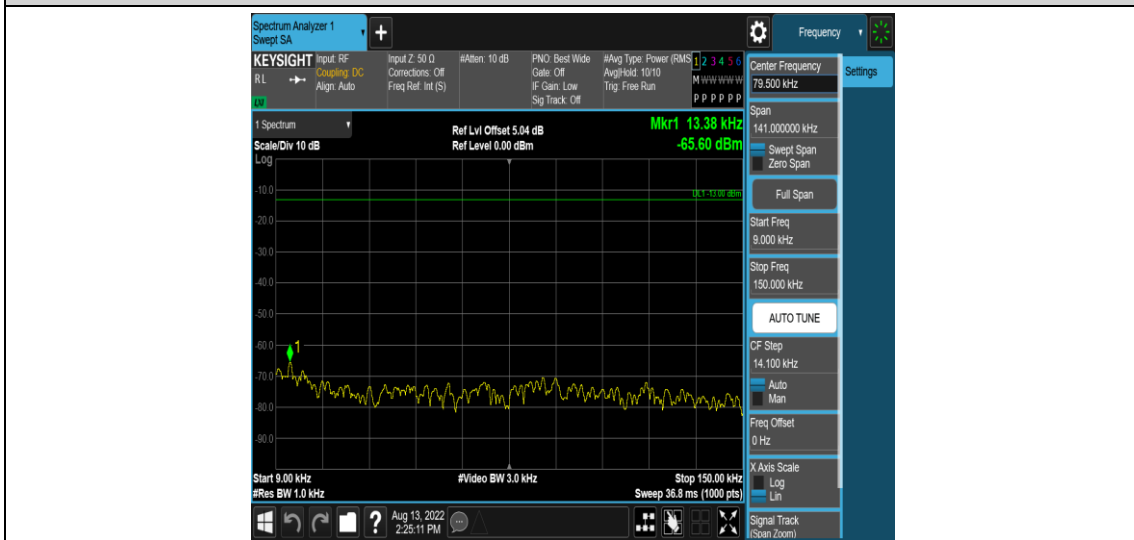 Spectrum Analyzer 1
Swept SA
+
Frequency
KEYSIGHT
RL
LXI
Input: RF
Coupling: DC
Align: Auto
Input Z: 50 Ω
Corrections: Off
Freq Ref: Int (S)
#Atten: 10 dB
PNO: Best Wide
Gate: Off
IF Gain: Low
Sig Track: Off
#Avg Type: Power (RMS
Avg|Hold: 10/10
Trig: Free Run
1 2 3 4 5 6
M W W W W W
P P P P P P
1 Spectrum
Scale/Div 10 dB
Log
Ref Lvl Offset 5.04 dB
Ref Level 0.00 dBm
Mkr1 13.38 kHz
-65.60 dBm
DL1 -13.00 dBm
-10.0
-20.0
-30.0
-40.0
-50.0
-60.0
1
-70.0
-80.0
-90.0
Start 9.00 kHz
#Video BW 3.0 kHz
Stop 150.00 kHz
#Res BW 1.0 kHz
Sweep 36.8 ms (1000 pts)
?
Aug 13, 2022
2:25:11 PM
Center Frequency
79.500 kHz
Settings
Span
141.000000 kHz
Swept Span
Zero Span
Full Span
Start Freq
9.000 kHz
Stop Freq
150.000 kHz
AUTO TUNE
CF Step
14.100 kHz
Auto
Man
Freq Offset
0 Hz
X Axis Scale
Log
Lin
Signal Track
(Span Zoom)